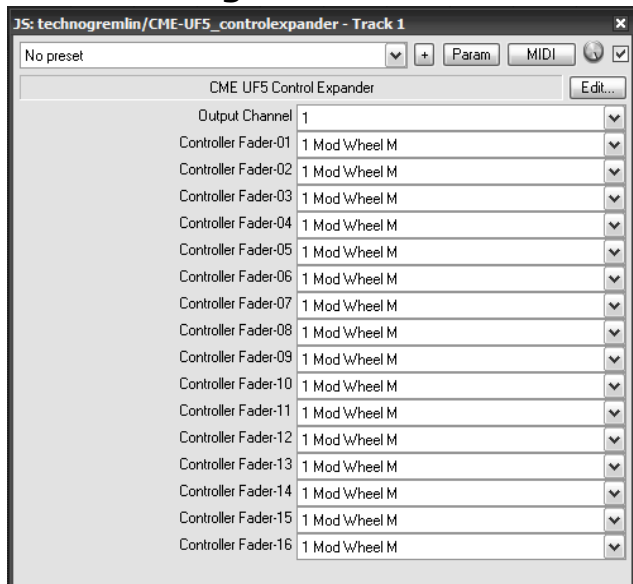 JS: technogremlin/CME-UF5_controlexpander - Track 1 x
No preset + Param MIDI
CME UF5 Control Expander Edit...
Output Channel 1
Controller Fader-01 1 Mod Wheel M
Controller Fader-02 1 Mod Wheel M
Controller Fader-03 1 Mod Wheel M
Controller Fader-04 1 Mod Wheel M
Controller Fader-05 1 Mod Wheel M
Controller Fader-06 1 Mod Wheel M
Controller Fader-07 1 Mod Wheel M
Controller Fader-08 1 Mod Wheel M
Controller Fader-09 1 Mod Wheel M
Controller Fader-10 1 Mod Wheel M
Controller Fader-11 1 Mod Wheel M
Controller Fader-12 1 Mod Wheel M
Controller Fader-13 1 Mod Wheel M
Controller Fader-14 1 Mod Wheel M
Controller Fader-15 1 Mod Wheel M
Controller Fader-16 1 Mod Wheel M